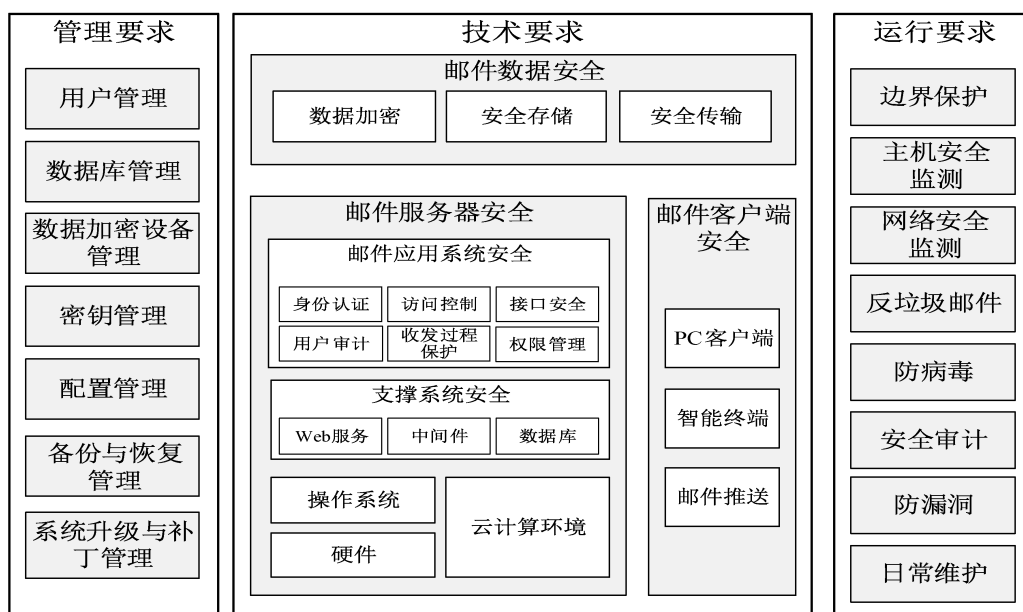 管理要求
用户管理
数据库管理
数据加密设备
管理
密钥管理
配置管理
备份与恢复
管理
系统升级与补
丁管理
技术要求
邮件数据安全
数据加密
安全存储
安全传输
邮件服务器安全
邮件应用系统安全
身份认证
访问控制
接口安全
用户审计
收发过程
保护
权限管理
支撑系统安全
Web服务
中间件
数据库
操作系统
硬件
云计算环境
邮件客户端
安全
PC客户端
智能终端
邮件推送
运行要求
边界保护
主机安全
监测
网络安全
监测
反垃圾邮件
防病毒
安全审计
防漏洞
日常维护